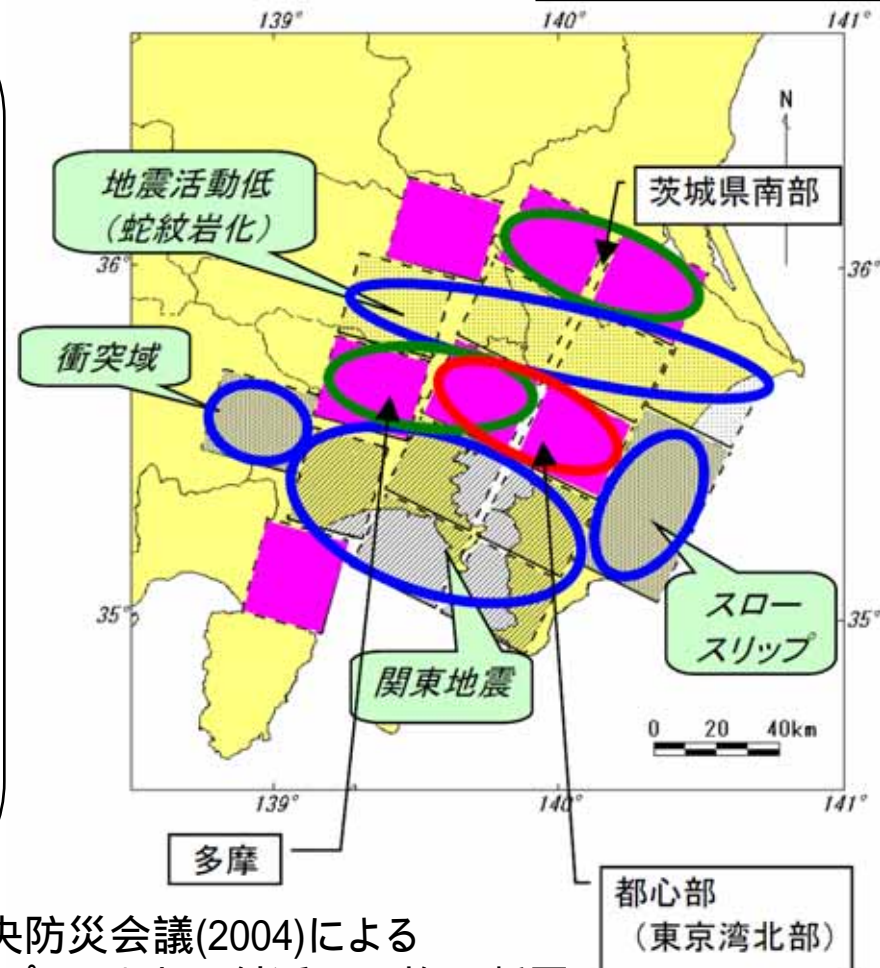 139°
140°
141°
N
地震活動低
（蛇紋岩化）
茨城県南部
36°
36°
衝突域
スロー
スリップ
35°
35°
関東地震
0 20 40km
139°
140°
141°
多摩
都心部
（東京湾北部）
央防災会議(2004)による